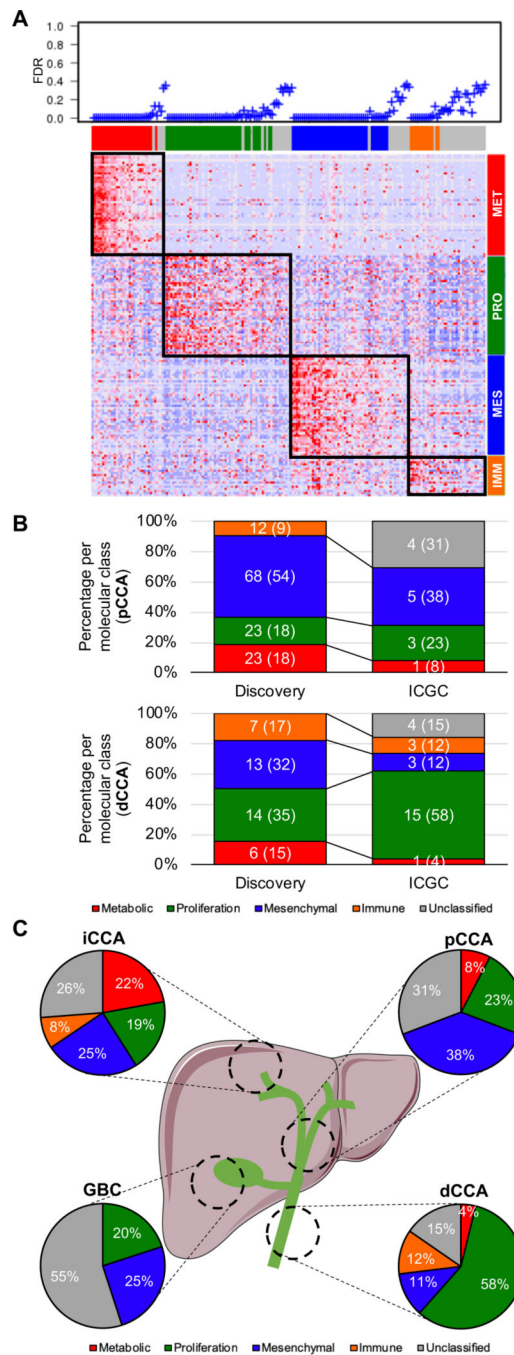 A
1.0
0.8
0.6
0.4
0.2
0.0
FDR
MET
PRO
MES
IMM
B
Percentage per
molecular class
(pCCA)
100%
80%
60%
40%
20%
0%
12 (9)
68 (54)
23 (18)
23 (18)
4 (31)
5 (38)
3 (23)
1 (8)
Discovery
ICGC
Percentage per
molecular class
(dCCA)
100%
80%
60%
40%
20%
0%
7 (17)
13 (32)
14 (35)
6 (15)
4 (15)
3 (12)
3 (12)
15 (58)
1 (4)
Discovery
ICGC
Metabolic Proliferation Mesenchymal Immune Unclassified
C
iCCA
26%
22%
8%
19%
25%
pCCA
8%
31%
23%
38%
GBC
20%
55%
25%
dCCA
4%
15%
12%
11%
58%
Metabolic Proliferation Mesenchymal Immune Unclassified